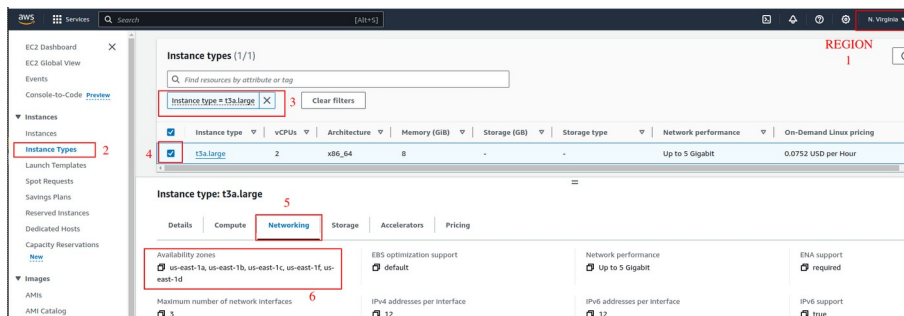 aws
Services
Search
[Alt+S]
N. Virginia
REGION
1
EC2 Dashboard
EC2 Global View
Events
Console-to-Code Preview
Instances
Instances
Instance Types 2
Launch Templates
Spot Requests
Savings Plans
Reserved Instances
Dedicated Hosts
Capacity Reservations
New
Images
AMIs
AMI Catalog
Instance types (1/1)
Find resources by attribute or tag
Instance type = t3a.large 3 Clear filters
Instance type vCPUs Architecture Memory (GiB) Storage (GB) Storage type Network performance On-Demand Linux pricing
4 t3a.large 2 x86_64 8 - - Up to 5 Gigabit 0.0752 USD per Hour
Instance type: t3a.large
5
Details Compute Networking Storage Accelerators Pricing
Availability zones EBS optimization support Network performance ENA support
us-east-1a, us-east-1b, us-east-1c, us-east-1f, us- default Up to 5 Gigabit required
east-1d
6
Maximum number of network interfaces IPv4 addresses per interface IPv6 addresses per interface IPv6 support
3 12 12 true